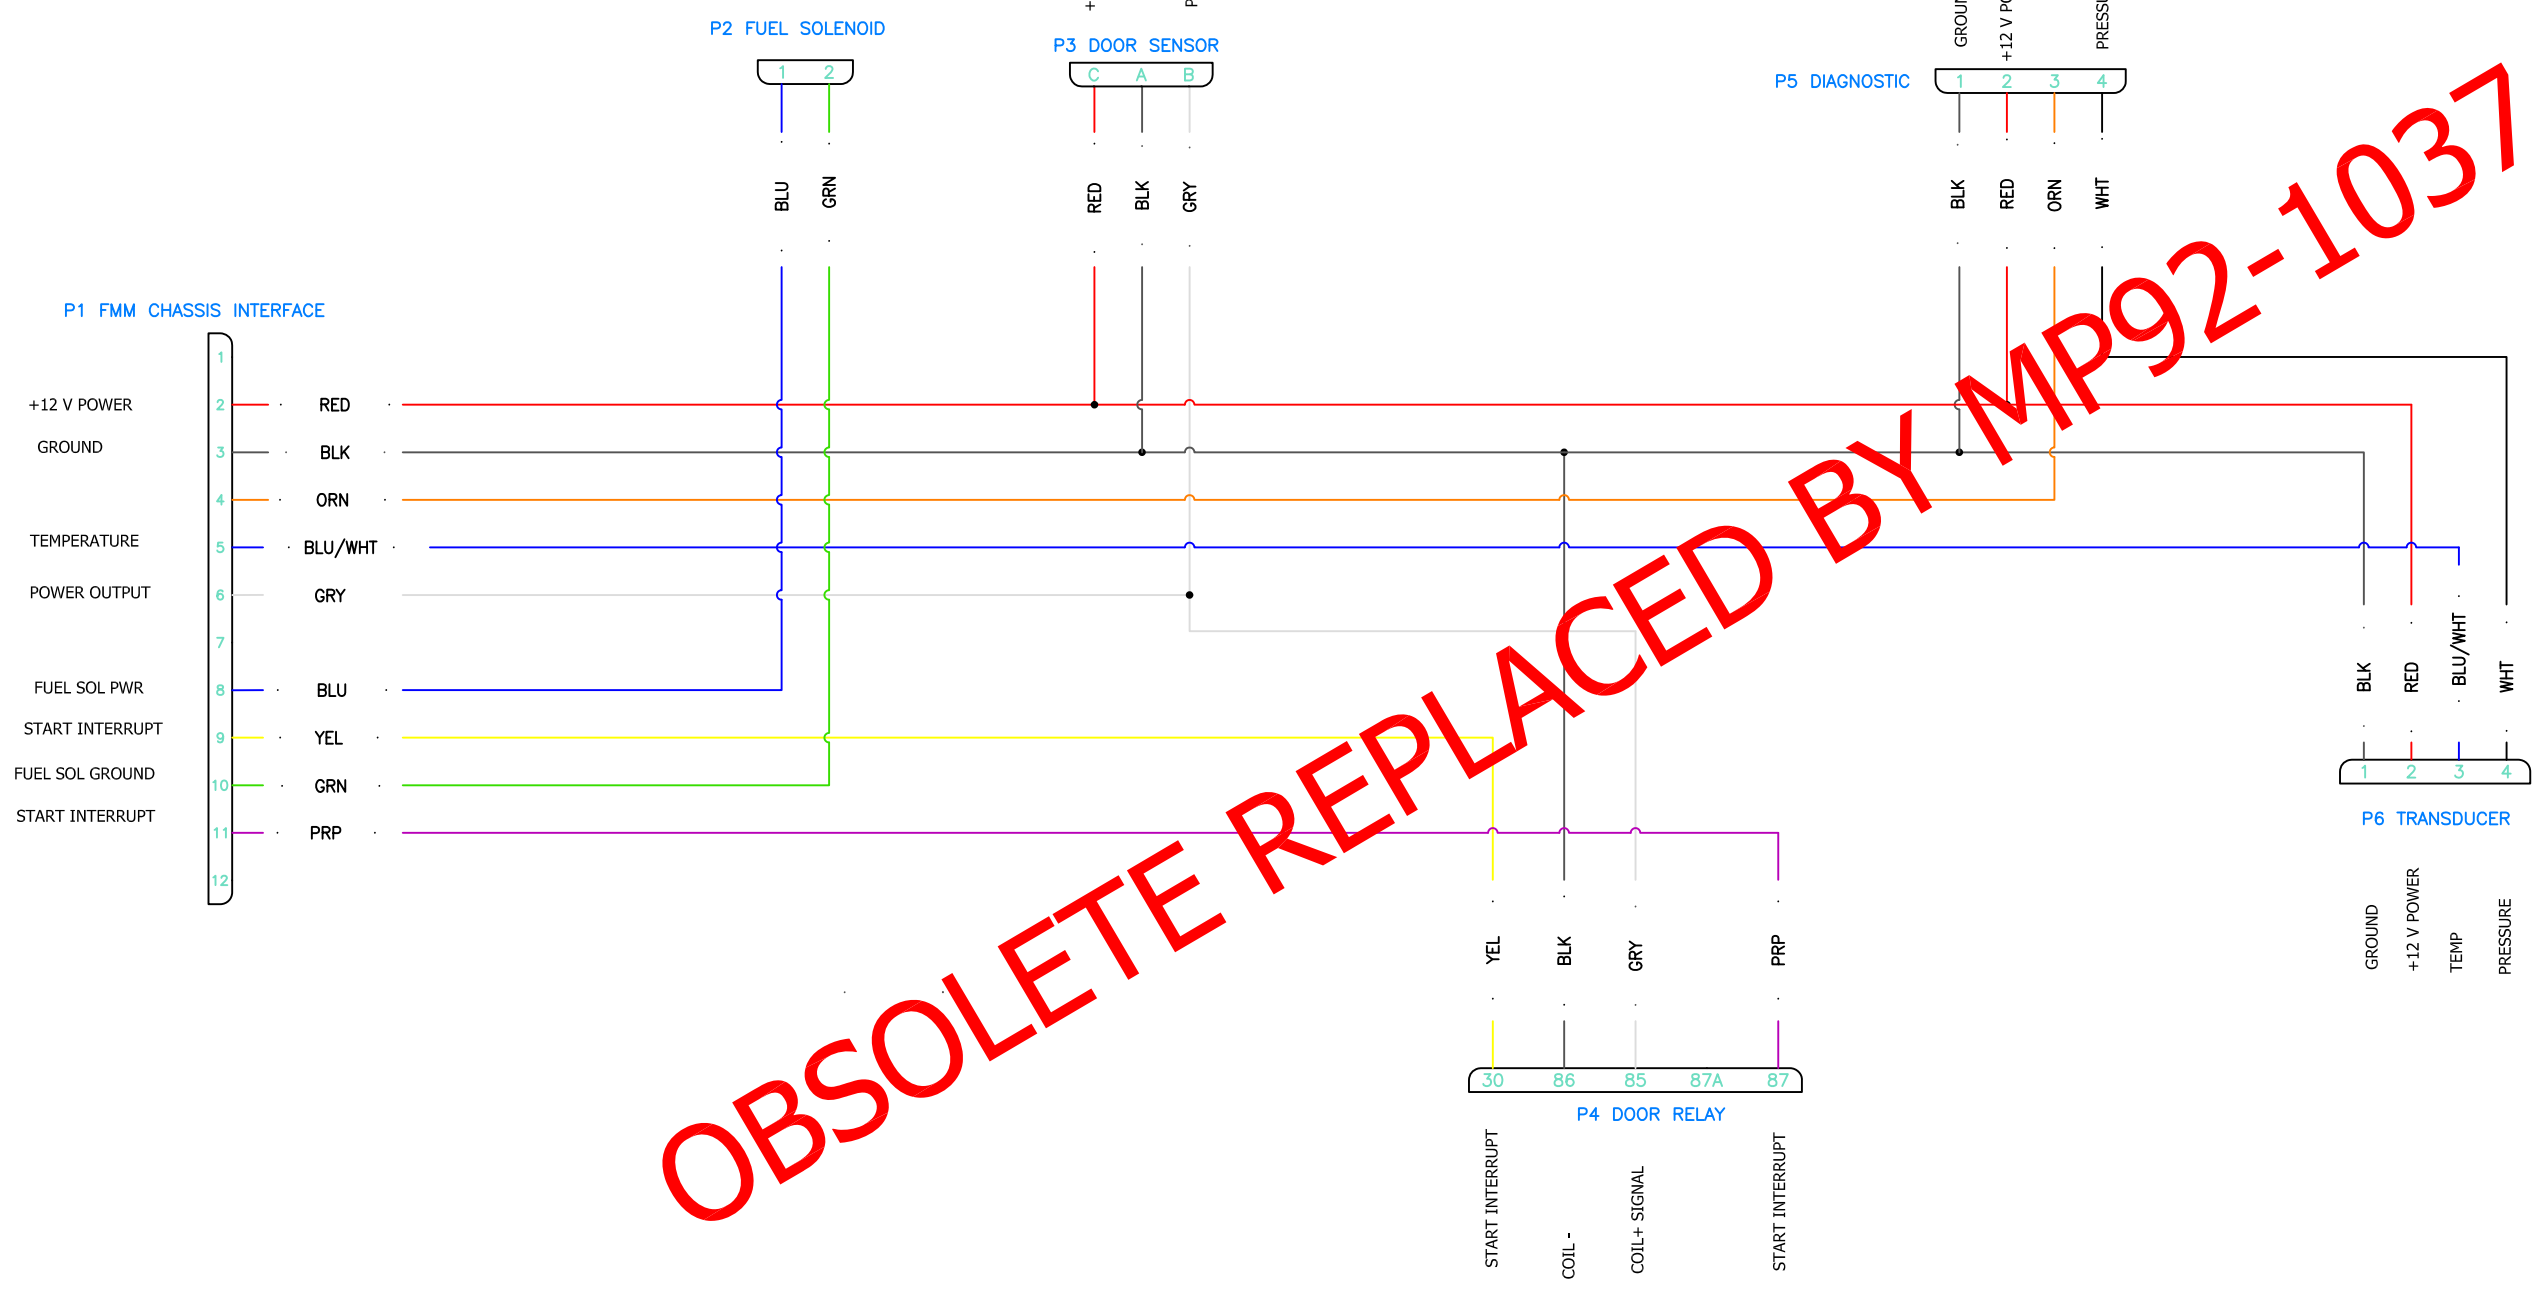 P2 FUEL SOLENOID
1 2
BLU
GRN
+
P
P3 DOOR SENSOR
C A B
RED
BLK
GRY
+12 V PO
P5 DIAGNOSTIC
1 2 3 4
BLK
RED
ORN
WHT
P1 FMM CHASSIS INTERFACE
1
+12 V POWER 2 RED
GROUND 3 BLK
4 ORN
TEMPERATURE 5 BLU/WHT
POWER OUTPUT 6 GRY
7
FUEL SOL PWR 8 BLU
START INTERRUPT 9 YEL
FUEL SOL GROUND 10 GRN
START INTERRUPT 11 PRP
12
OBSOLETE REPLACED BY MP92-1037
YEL
BLK
GRY
PRP
30 86 85 87A 87
P4 DOOR RELAY
START INTERRUPT
COIL -
COIL+ SIGNAL
START INTERRUPT
BLK
RED
BLU/WHT
WHT
1 2 3 4
P6 TRANSDUCER
GROUND
+12 V POWER
TEMP
PRESSURE